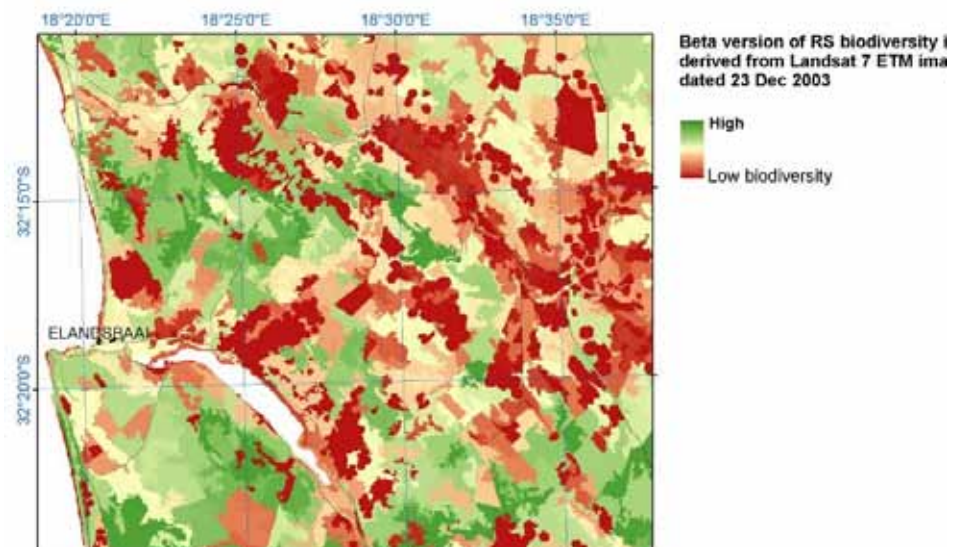 18°20'0"E 18°25'0"E 18°30'0"E 18°35'0"E
Beta version of RS biodiversity i
derived from Landsat 7 ETM ima
dated 23 Dec 2003
High
Low biodiversity
32°15'0"S
ELANDSBAAI
32°20'0"S